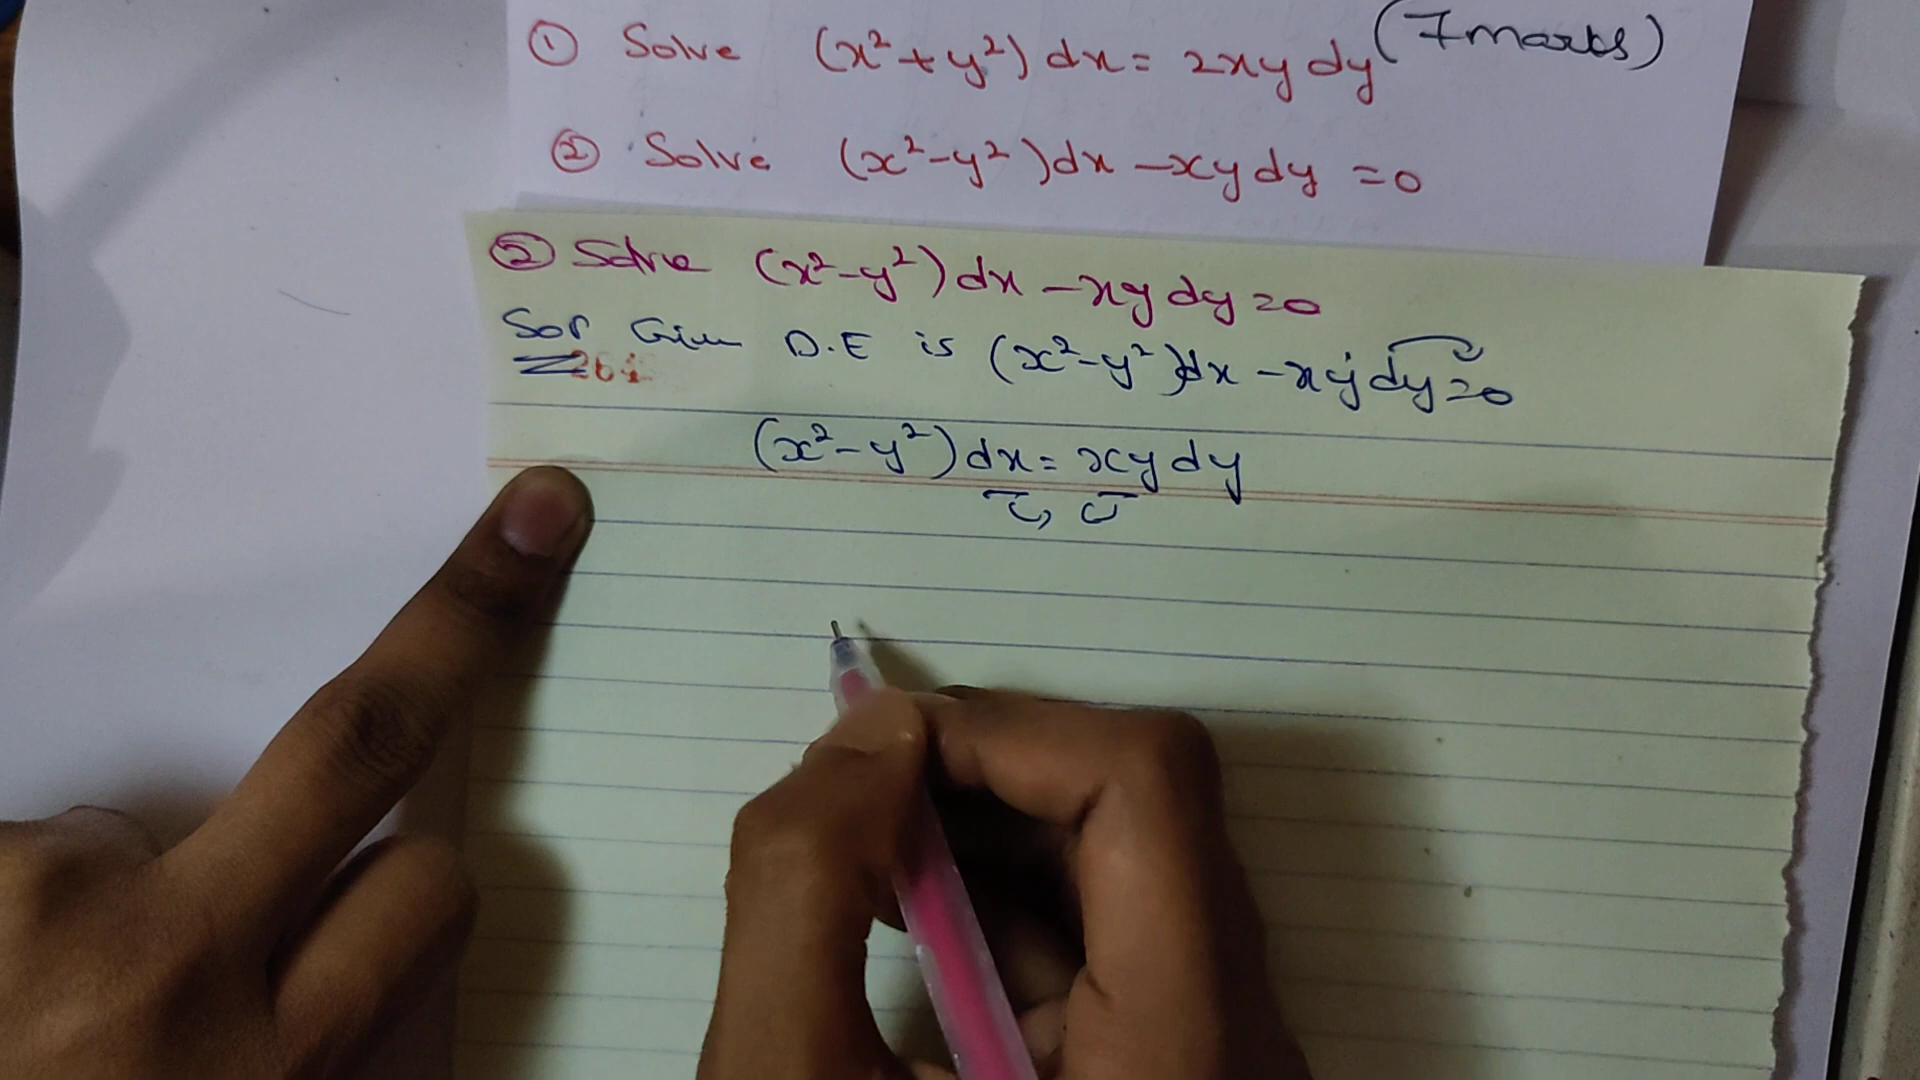 ① Solve (x²+y²)dx = 2xy dy (7 marks)
② Solve (x²-y²)dx -xy dy =0
② Solve (x²-y²)dx -xy dy =0
Sol Given D.E is (x²-y²)dx -xy dy =0
(x²-y²)dx = xy dy